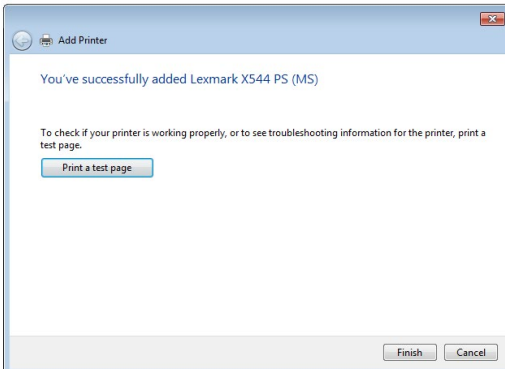 Add Printer
You've successfully added Lexmark X544 PS (MS)
To check if your printer is working properly, or to see troubleshooting information for the printer, print a
test page.
Print a test page
Finish Cancel